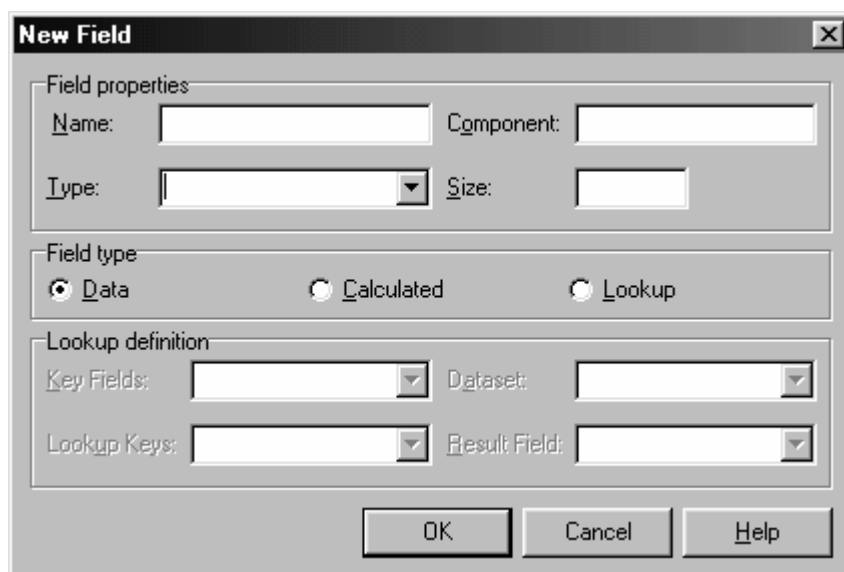 New Field
Field properties
Name: Component:
Type: Size:
Field type
Data Calculated Lookup
Lookup definition
Key Fields: Dataset:
Lookup Keys: Result Field:
OK Cancel Help